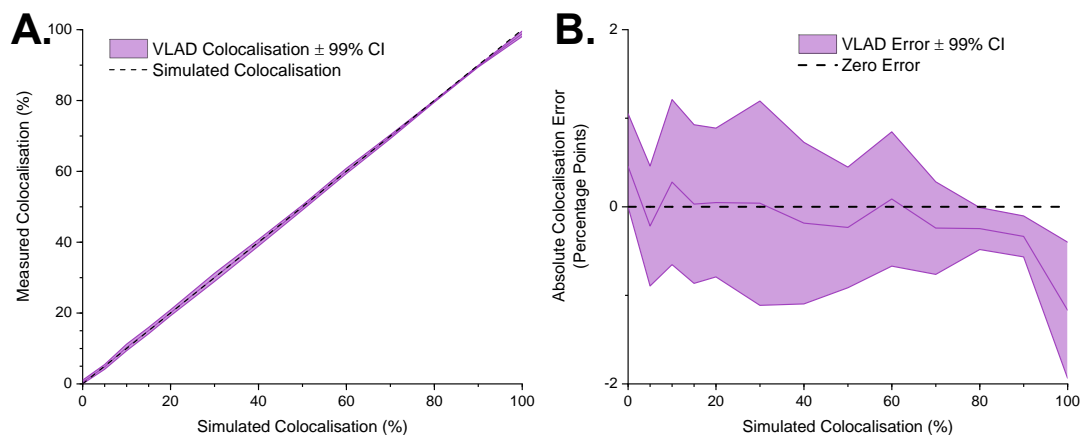 A.
VLAD Colocalisation ± 99% CI
Simulated Colocalisation
Measured Colocalisation (%)
100
80
60
40
20
0
0
20
40
60
80
100
Simulated Colocalisation (%)
B.
VLAD Error ± 99% CI
Zero Error
Absolute Colocalisation Error
(Percentage Points)
2
0
-2
0
20
40
60
80
100
Simulated Colocalisation (%)